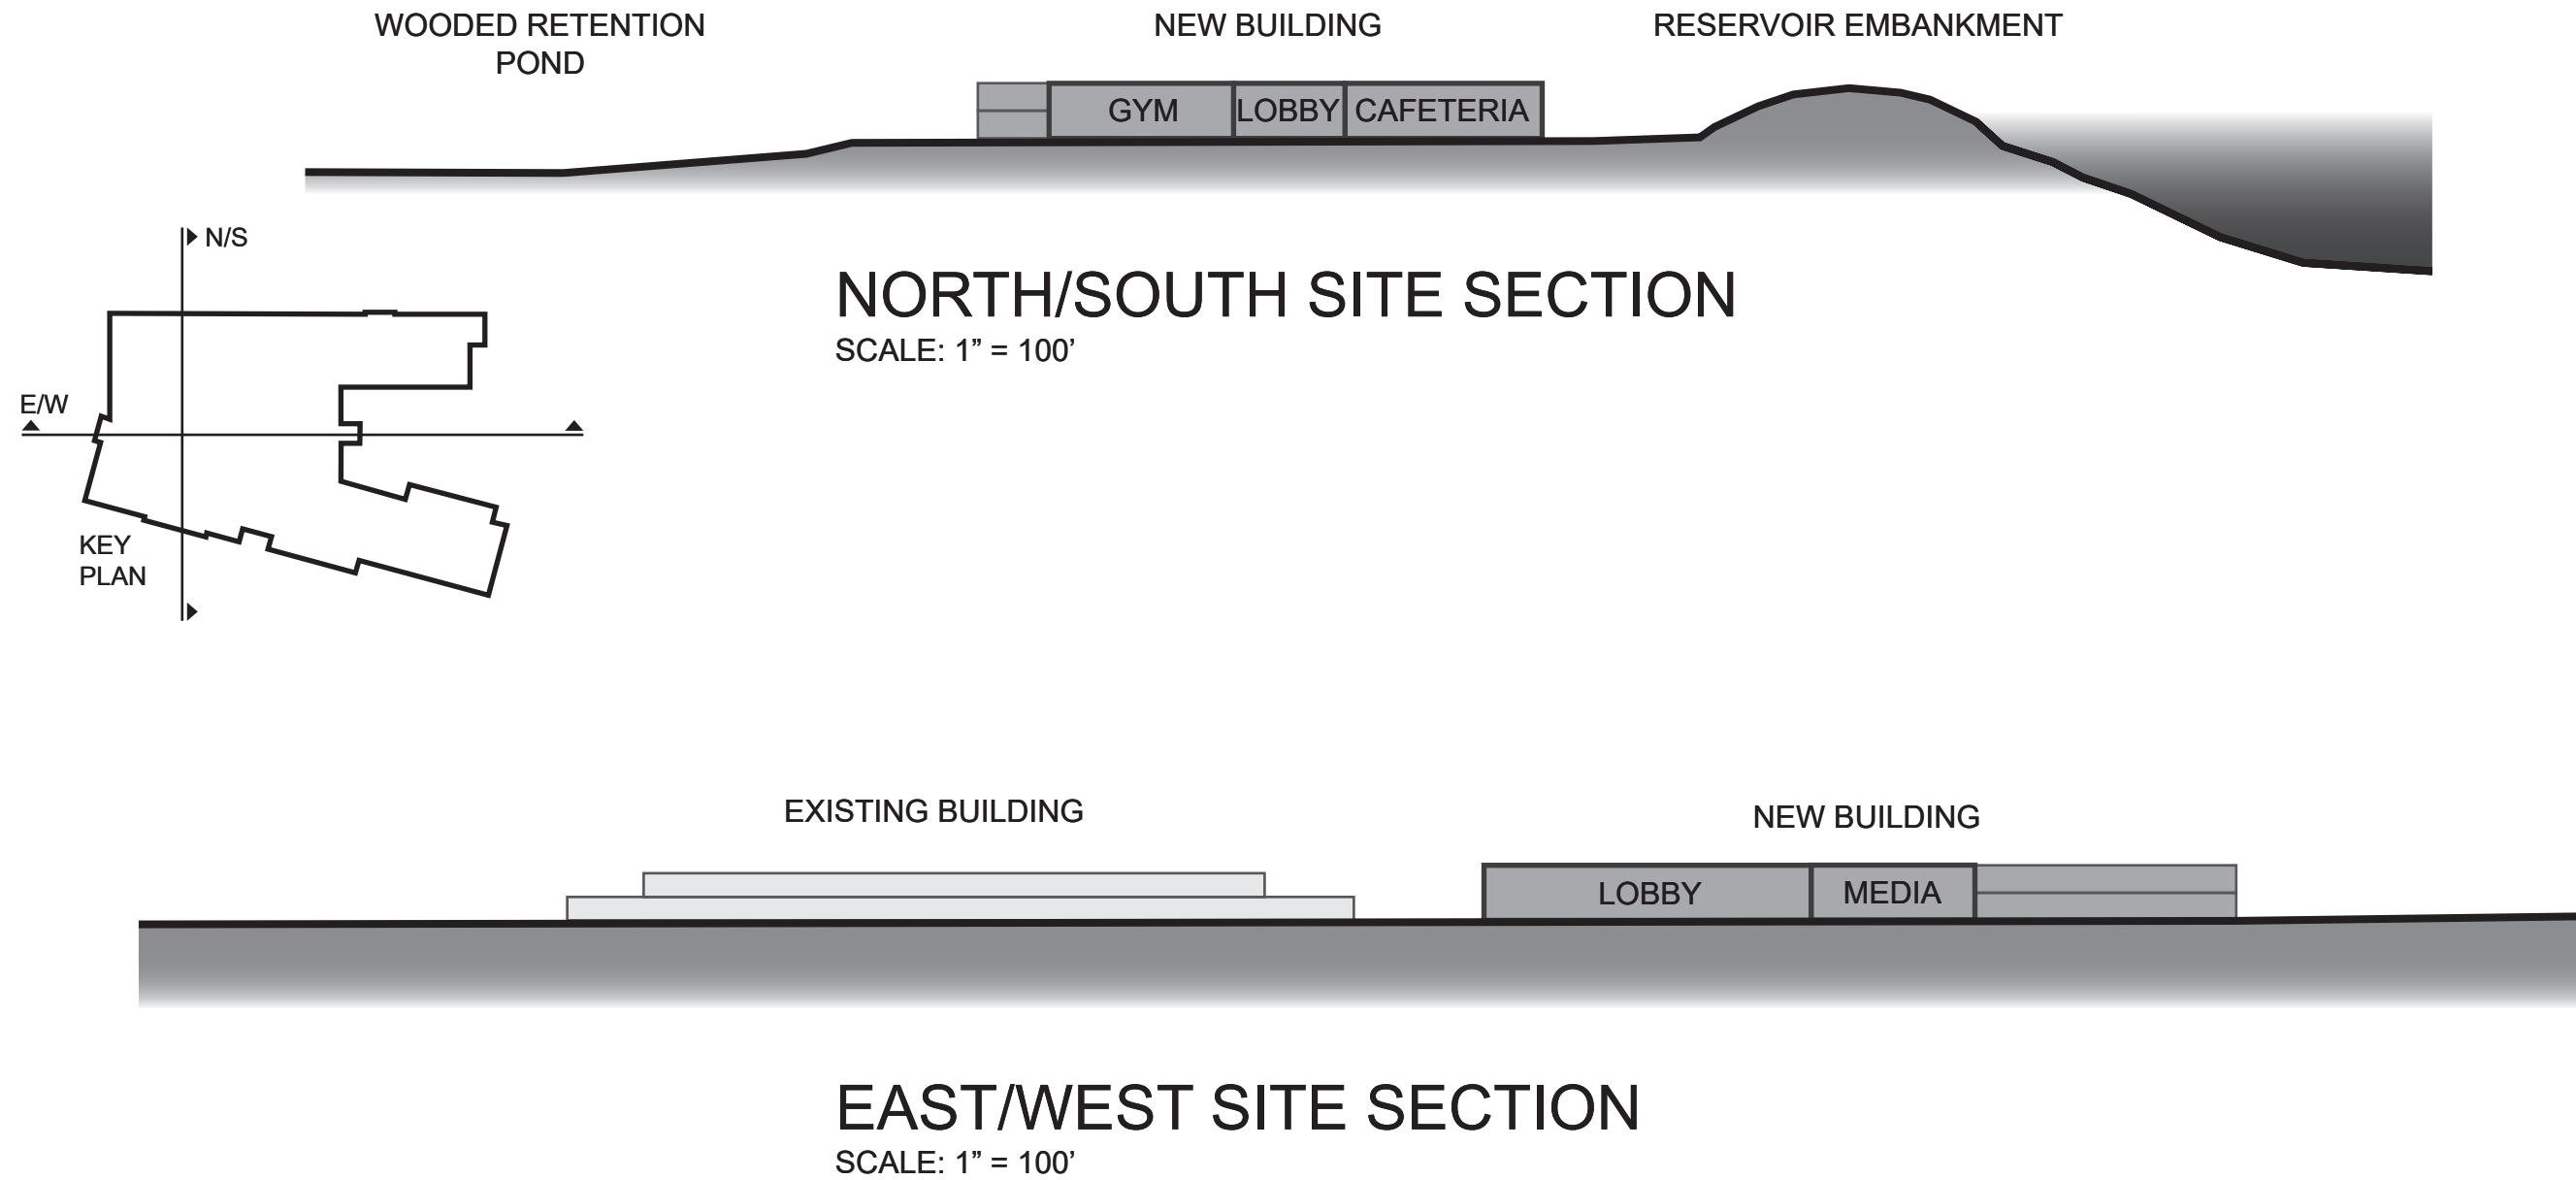 WOODED RETENTION
POND
NEW BUILDING
RESERVOIR EMBANKMENT
GYM
LOBBY
CAFETERIA
N/S
NORTH/SOUTH SITE SECTION
SCALE: 1” = 100’
E/W
KEY
PLAN
EXISTING BUILDING
NEW BUILDING
LOBBY
MEDIA
EAST/WEST SITE SECTION
SCALE: 1” = 100’